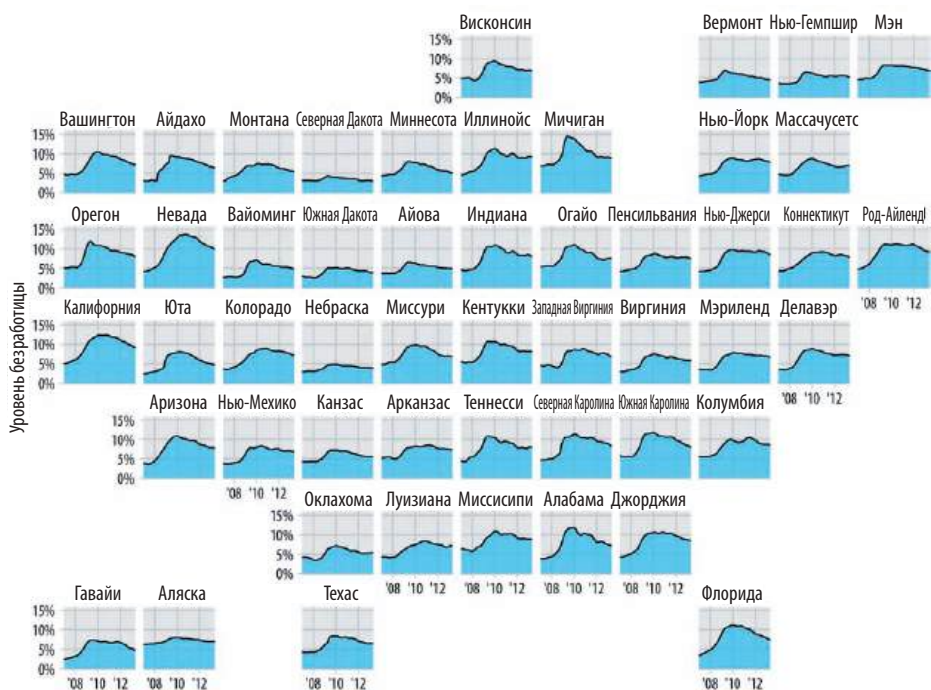 Висконсин Вермонт Нью-Гемпшир Мэн
15%
10%
5%
0%
Вашингтон Айдахо Монтана Северная Дакота Миннесота Иллинойс Мичиган Нью-Йорк Массачусетс
15%
10%
5%
0%
Орегон Невада Вайоминг Южная Дакота Айова Индиана Огайо Пенсильвания Нью-Джерси Коннектикут Род-Айленд
15%
10%
5%
0%
'08 '10 '12
Калифорния Юта Колорадо Небраска Миссури Кентукки Западная Виргиния Виргиния Мэриленд Делавэр
15%
10%
5%
0%
'08 '10 '12
Уровень безработицы
Аризона Нью-Мехико Канзас Арканзас Теннесси Северная Каролина Южная Каролина Колумбия
15%
10%
5%
0%
'08 '10 '12
Оклахома Луизиана Миссисипи Алабама Джорджия
15%
10%
5%
0%
'08 '10 '12 '08 '10 '12 '08 '10 '12 '08 '10 '12
Гавайи Аляска Техас Флорида
15%
10%
5%
0%
'08 '10 '12 '08 '10 '12 '08 '10 '12 '08 '10 '12